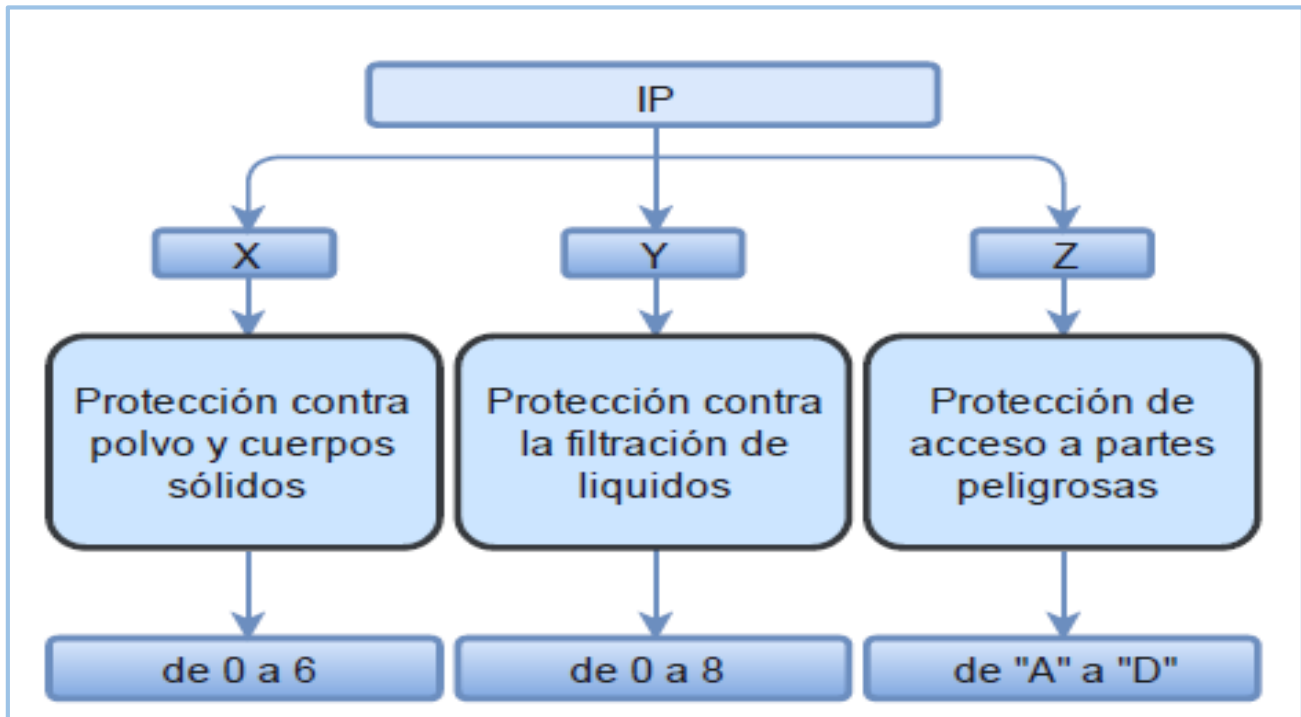 IP
X
Y
Z
Protección contra
polvo y cuerpos
sólidos
Protección contra
la filtración de
liquidos
Protección de
acceso a partes
peligrosas
de 0 a 6
de 0 a 8
de "A" a "D"